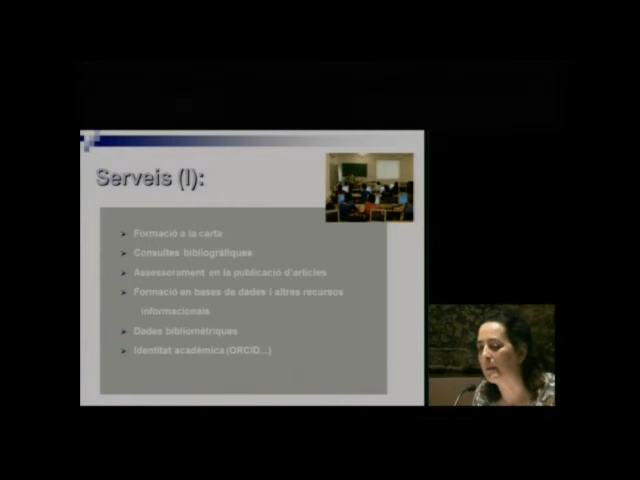 Serveis (I):
Formació a la carta
Consultes bibliogràfiques
Assessorament en la publicació d'articles
Formació en bases de dades i altres recursos
informacionals
Dades bibliomètriques
Identitat acadèmica (ORCID...)